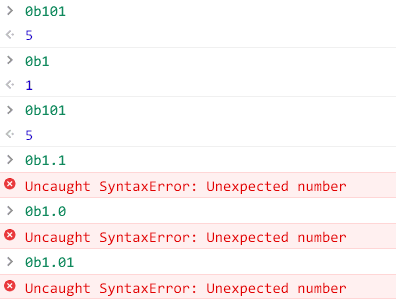 0b101
5
0b1
1
0b101
5
0b1.1
Uncaught SyntaxError: Unexpected number
0b1.0
Uncaught SyntaxError: Unexpected number
0b1.01
Uncaught SyntaxError: Unexpected number